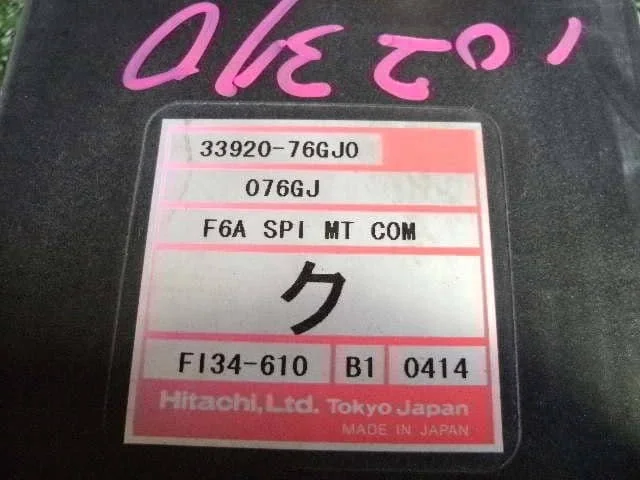 102310
33920-76GJ0
076GJ
F6A SPI MT COM
ク
FI34-610 B1 0414
Hitachi, Ltd. Tokyo Japan
MADE IN JAPAN